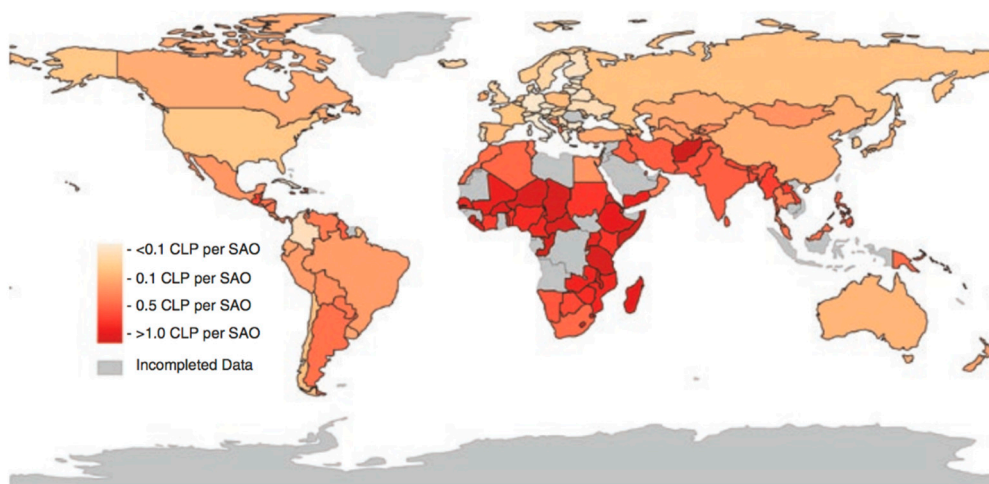 - <0.1 CLP per SAO
- 0.1 CLP per SAO
- 0.5 CLP per SAO
- >1.0 CLP per SAO
Incompleted Data